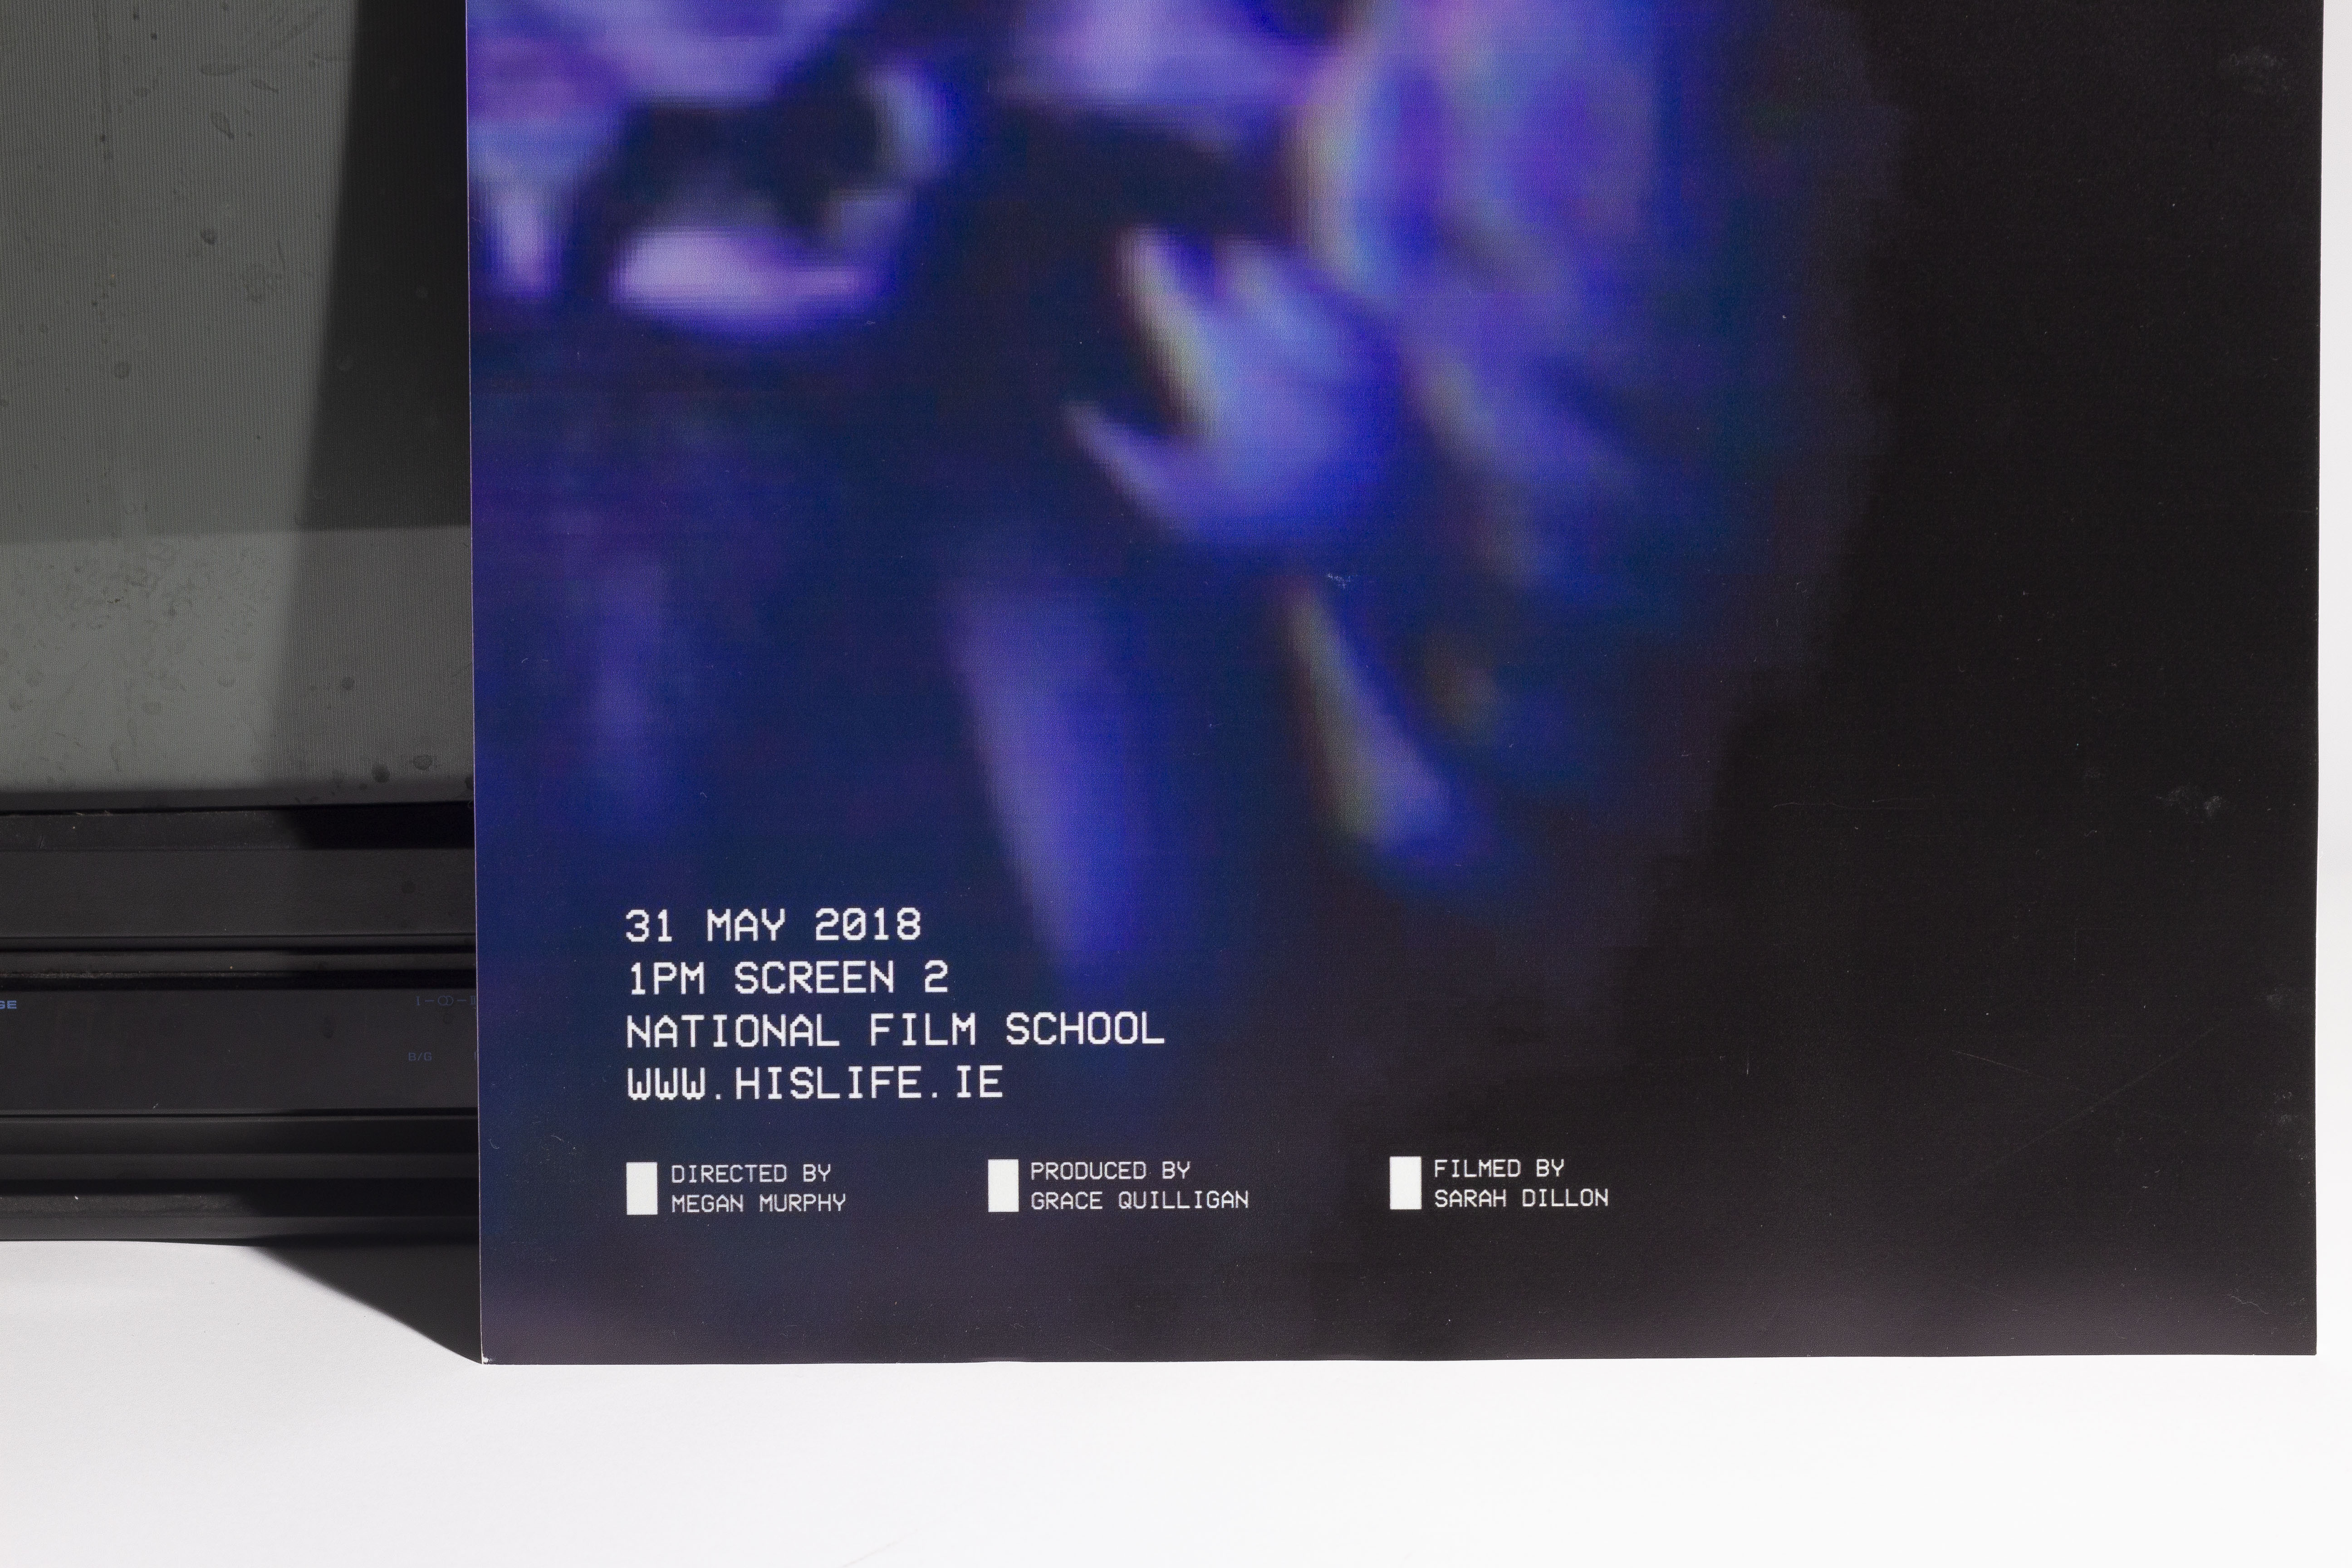 31 MAY 2018
1PM SCREEN 2
NATIONAL FILM SCHOOL
WWW.HISLIFE.IE
DIRECTED BY
MEGAN MURPHY
PRODUCED BY
GRACE QUILLIGAN
FILMED BY
SARAH DILLON
B/G